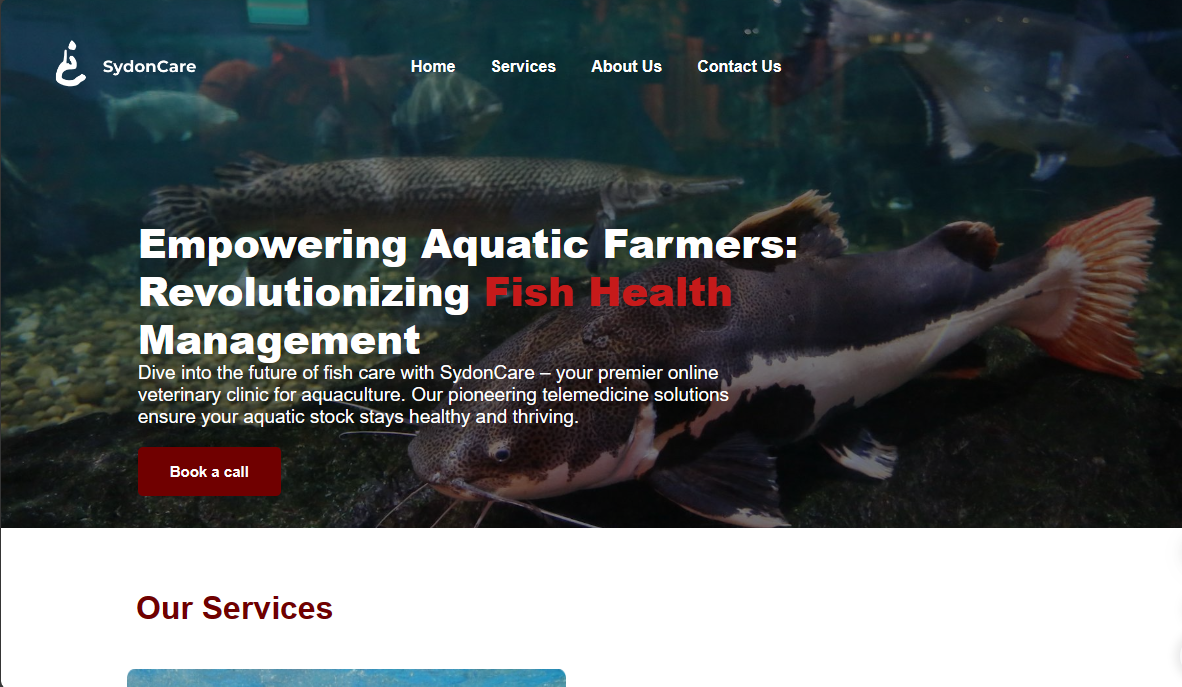 SydonCare
Home Services About Us Contact Us
Empowering Aquatic Farmers:
Revolutionizing Fish Health
Management
Dive into the future of fish care with SydonCare – your premier online
veterinary clinic for aquaculture. Our pioneering telemedicine solutions
ensure your aquatic stock stays healthy and thriving.
Book a call
Our Services